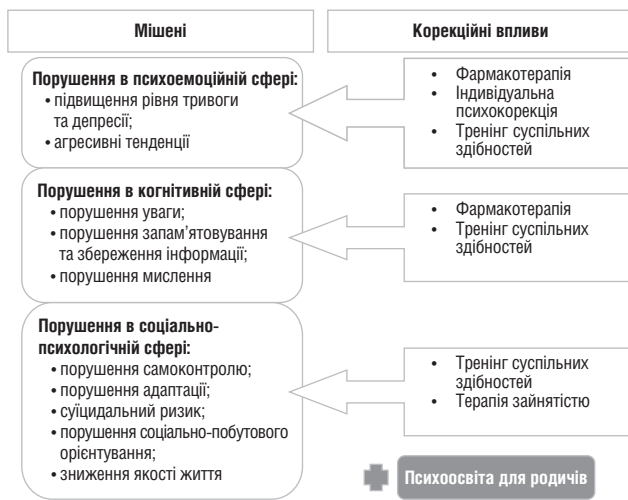 Мішені
Корекційні впливи
Порушення в психоемоційній сфері:
• підвищення рівня тривоги
та депресії;
• агресивні тенденції
• Фармакотерапія
• Індивідуальна
психокорекція
• Тренінг суспільних
здібностей
Порушення в когнітивній сфері:
• порушення уваги;
• порушення запам’ятовування
та збереження інформації;
• порушення мислення
• Фармакотерапія
• Тренінг суспільних
здібностей
Порушення в соціально-
психологічній сфері:
• порушення самоконтролю;
• порушення адаптації;
• суїцидальний ризик;
• порушення соціально-побутового
орієнтування;
• зниження якості життя
• Тренінг суспільних
здібностей
• Терапія зайнятістю
Психоосвіта для родичів